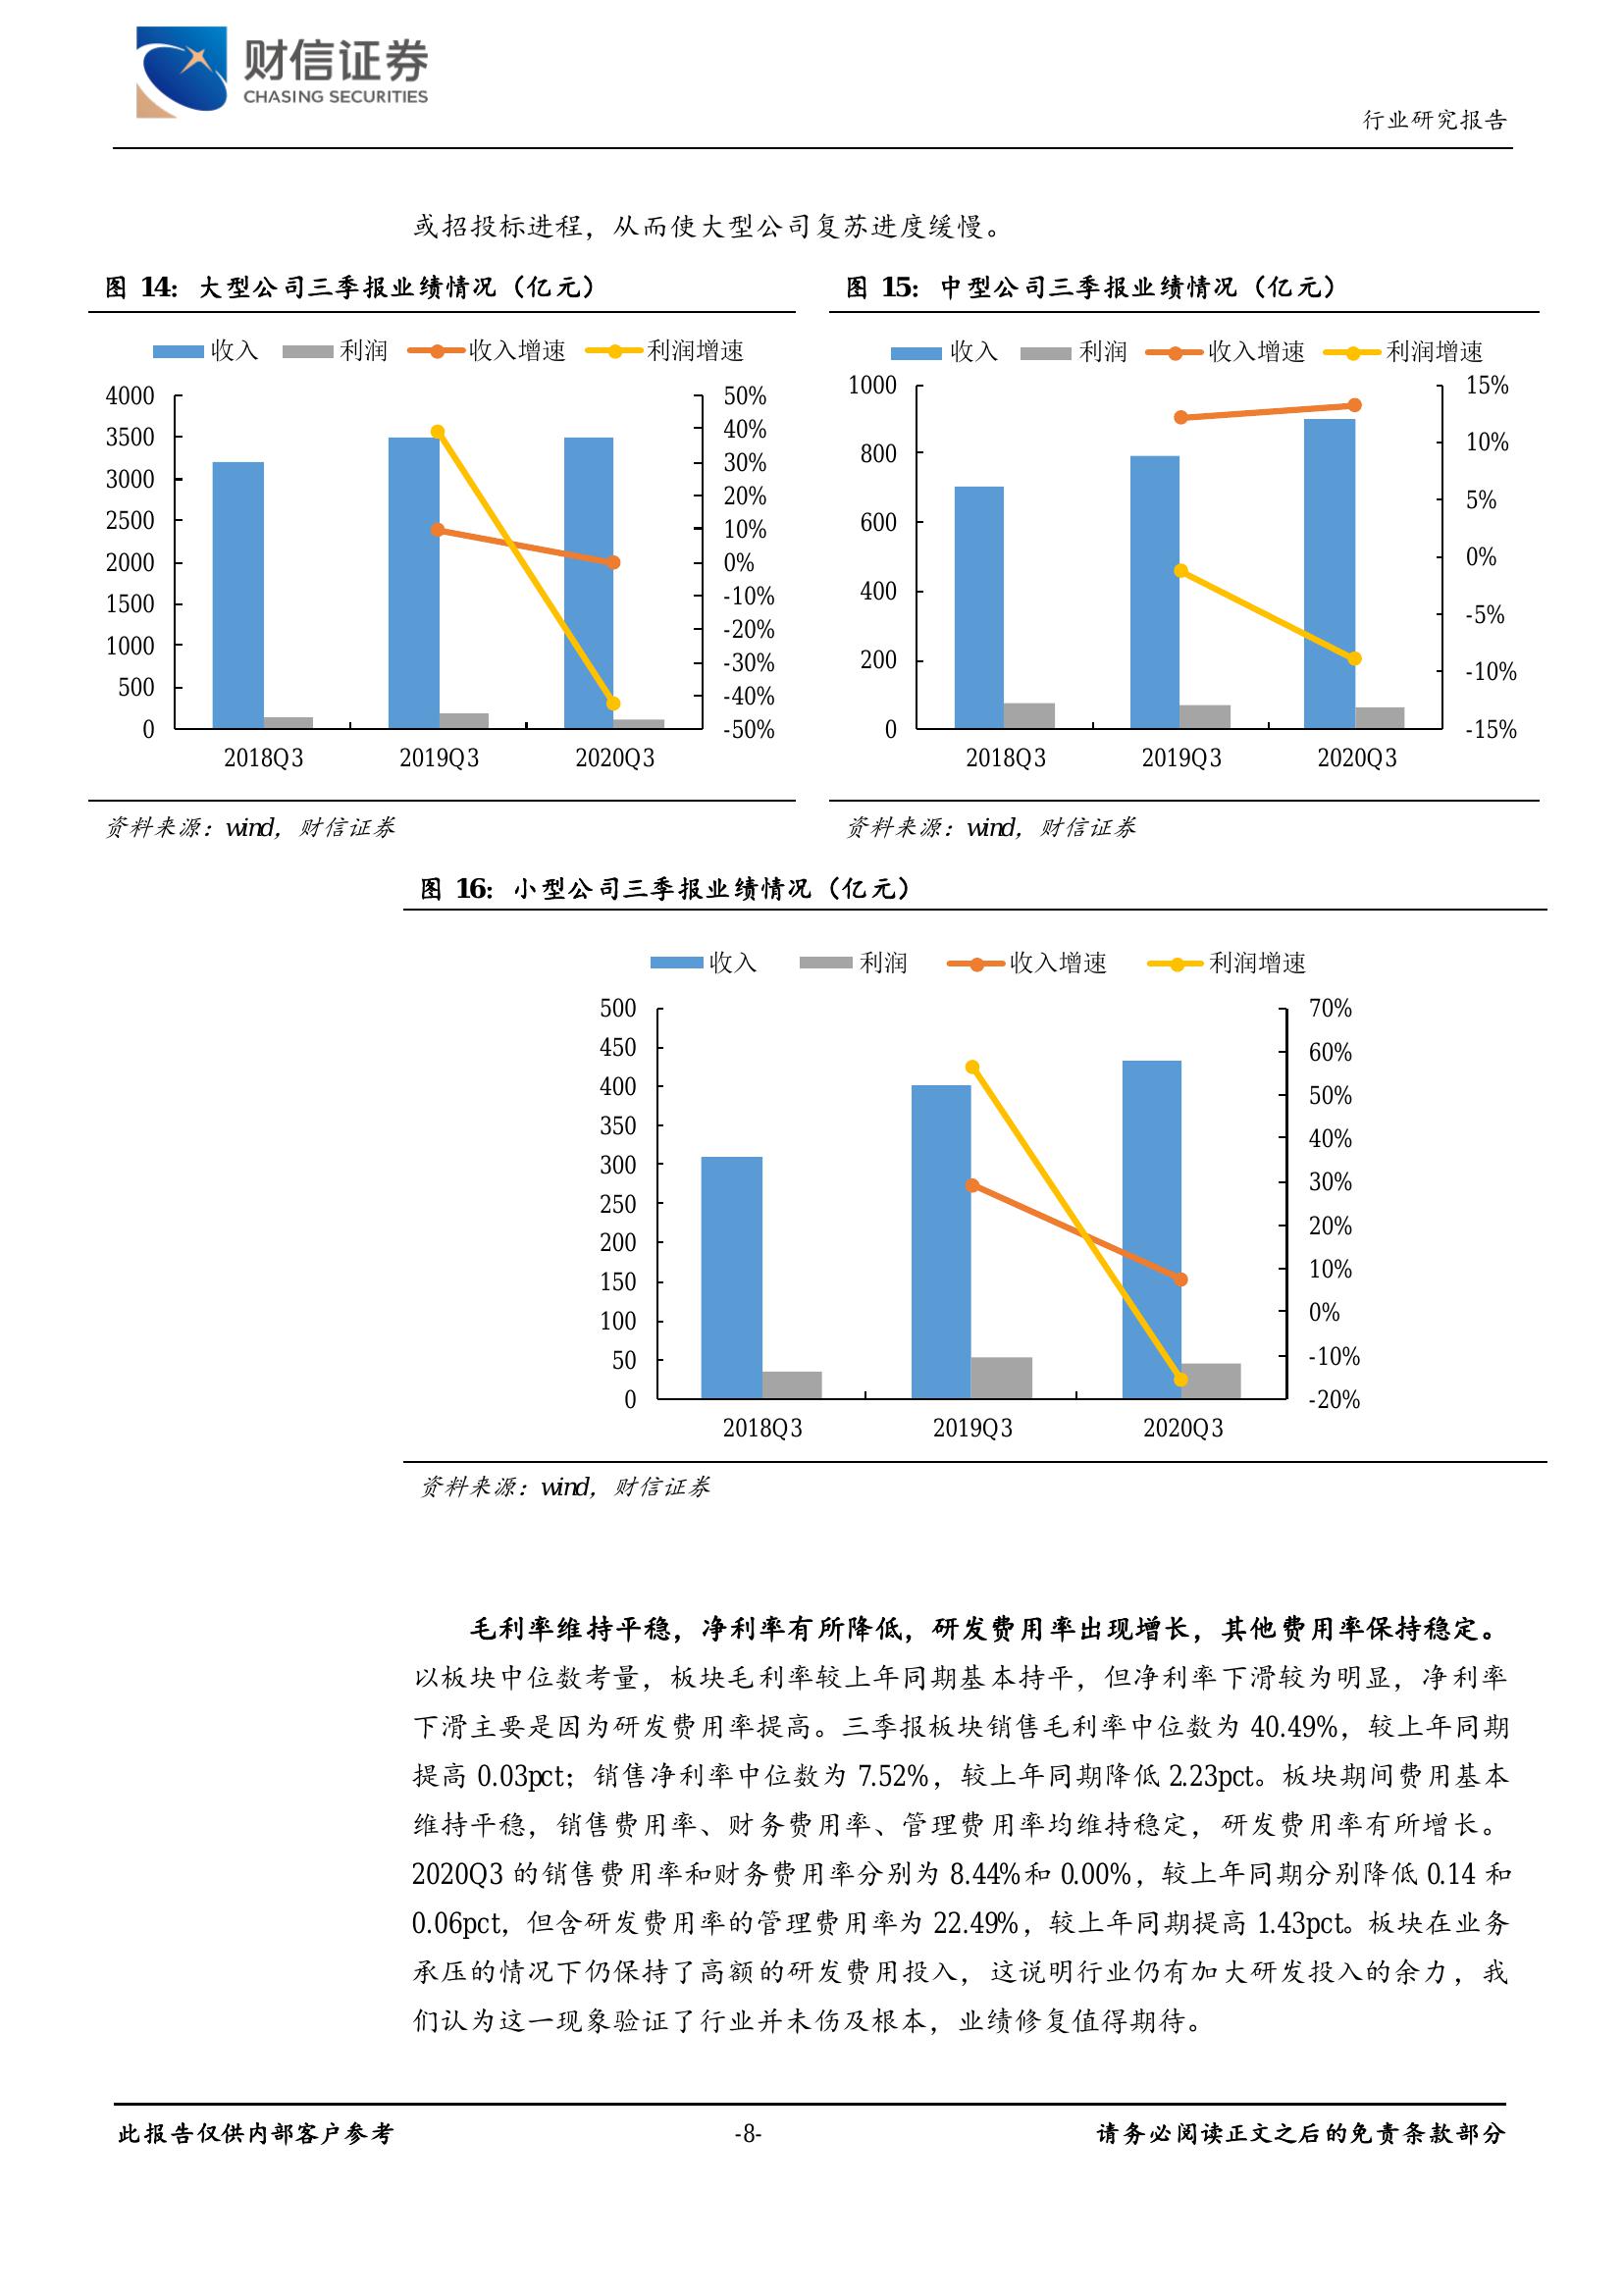 财信证券
CHASING SECURITIES
行业研究报告
或招投标进程，从而使大型公司复苏进度缓慢。
图 14：大型公司三季报业绩情况（亿元）
收入 利润 收入增速 利润增速
4000
3500
3000
2500
2000
1500
1000
500
0
50%
40%
30%
20%
10%
0%
-10%
-20%
-30%
-40%
-50%
2018Q3 2019Q3 2020Q3
资料来源：wind，财信证券
图 15：中型公司三季报业绩情况（亿元）
收入 利润 收入增速 利润增速
1000
800
600
400
200
0
15%
10%
5%
0%
-5%
-10%
-15%
2018Q3 2019Q3 2020Q3
资料来源：wind，财信证券
图 16：小型公司三季报业绩情况（亿元）
收入 利润 收入增速 利润增速
500
450
400
350
300
250
200
150
100
50
0
70%
60%
50%
40%
30%
20%
10%
0%
-10%
-20%
2018Q3 2019Q3 2020Q3
资料来源：wind，财信证券
毛利率维持平稳，净利率有所降低，研发费用率出现增长，其他费用率保持稳定。
以板块中位数考量，板块毛利率较上年同期基本持平，但净利率下滑较为明显，净利率
下滑主要是因为研发费用率提高。三季报板块销售毛利率中位数为 40.49%，较上年同期
提高 0.03pct；销售净利率中位数为 7.52%，较上年同期降低 2.23pct。板块期间费用基本
维持平稳，销售费用率、财务费用率、管理费用率均维持稳定，研发费用率有所增长。
2020Q3 的销售费用率和财务费用率分别为 8.44%和 0.00%，较上年同期分别降低 0.14 和
0.06pct，但含研发费用率的管理费用率为 22.49%，较上年同期提高 1.43pct。板块在业务
承压的情况下仍保持了高额的研发费用投入，这说明行业仍有加大研发投入的余力，我
们认为这一现象验证了行业并未伤及根本，业绩修复值得期待。
此报告仅供内部客户参考 -8- 请务必阅读正文之后的免责条款部分